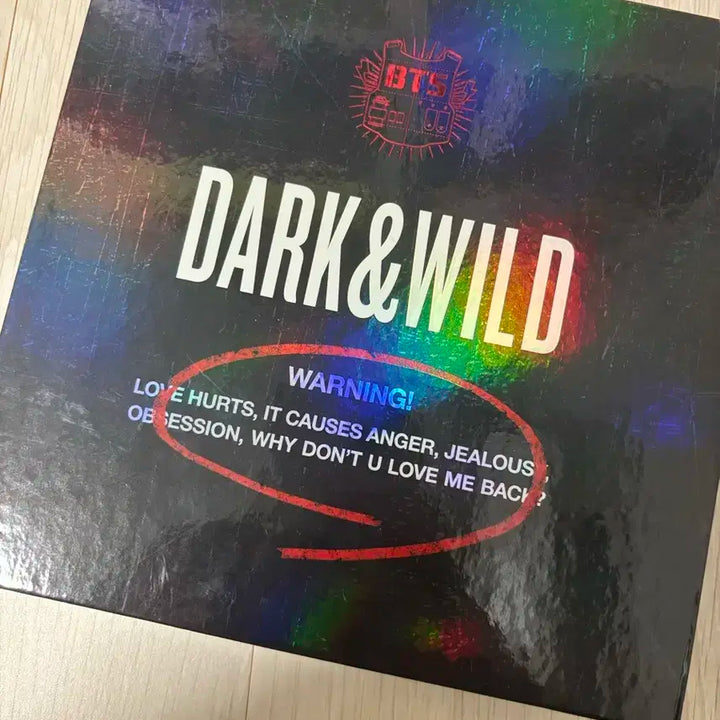 BTS
DARK&WILD
WARNING!
LOVE HURTS, IT CAUSES ANGER, JEALOUSY,
OBSESSION, WHY DON'T U LOVE ME BACK?